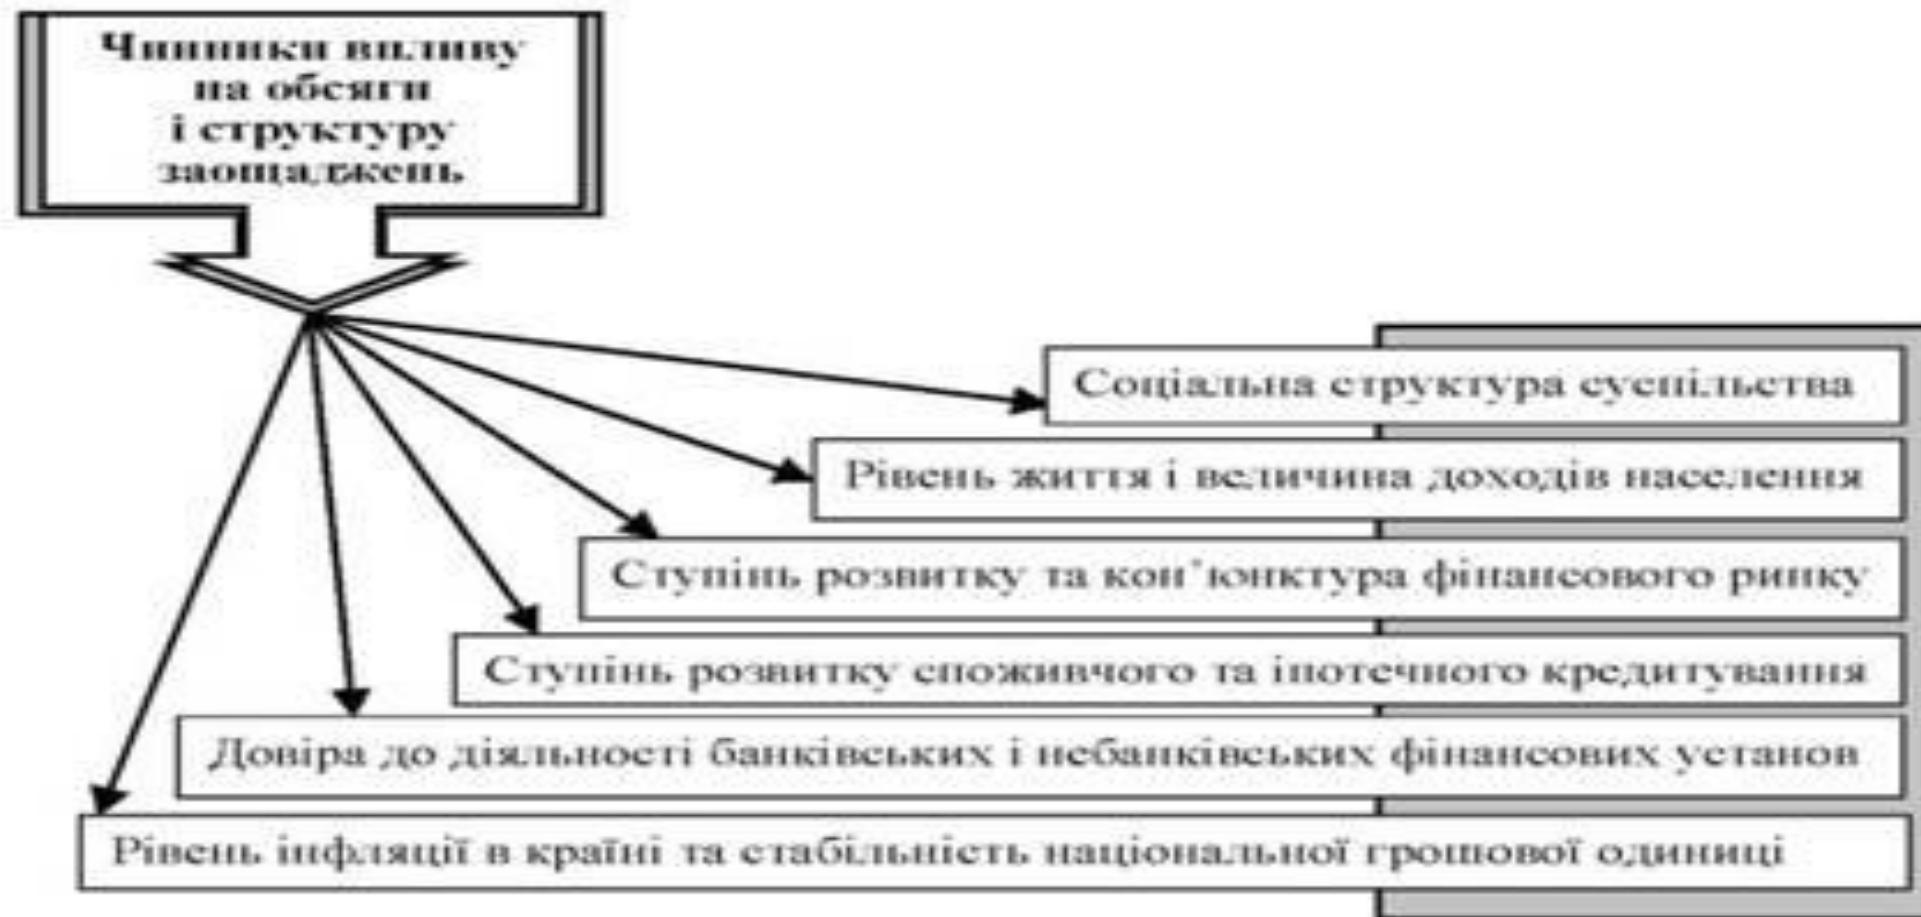 Чинники впливу
на обсяги
і структуру
заощаджень
Соціальна структура суспільства
Рівень життя і величина доходів населення
Ступінь розвитку та кон’юнктура фінансового ринку
Ступінь розвитку споживчого та іпотечного кредитування
Довіра до діяльності банківських і небанківських фінансових установ
Рівень інфляції в країні та стабільність національної грошової одиниці